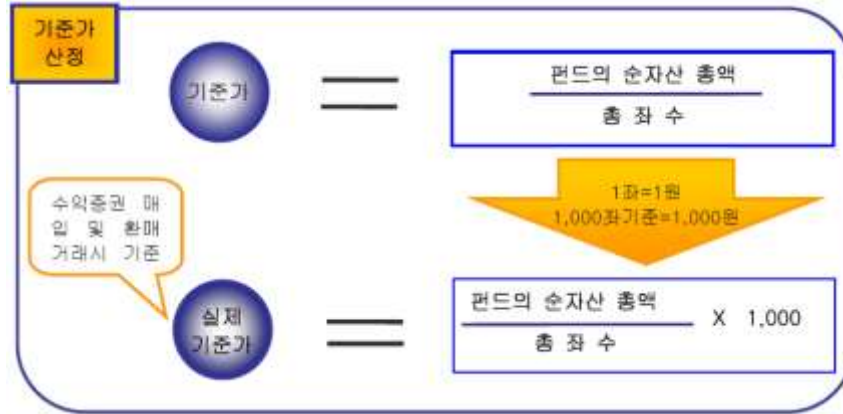 기준가
산정
기준가
펀드의 순자산 총액
총 좌 수
1좌=1원
1,000좌기준=1,000원
수익증권 매
입 및 환매
거래시 기준
실제
기준가
펀드의 순자산 총액
총 좌 수
X 1,000